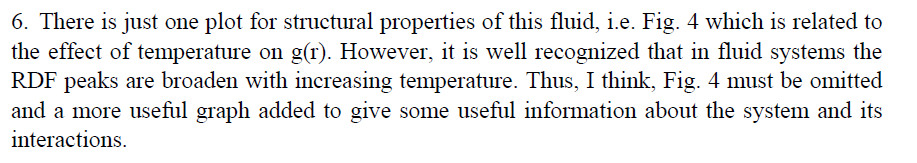 6. There is just one plot for structural properties of this fluid, i.e. Fig. 4 which is related to
the effect of temperature on g(r). However, it is well recognized that in fluid systems the
RDF peaks are broaden with increasing temperature. Thus, I think, Fig. 4 must be omitted
and a more useful graph added to give some useful information about the system and its
interactions.